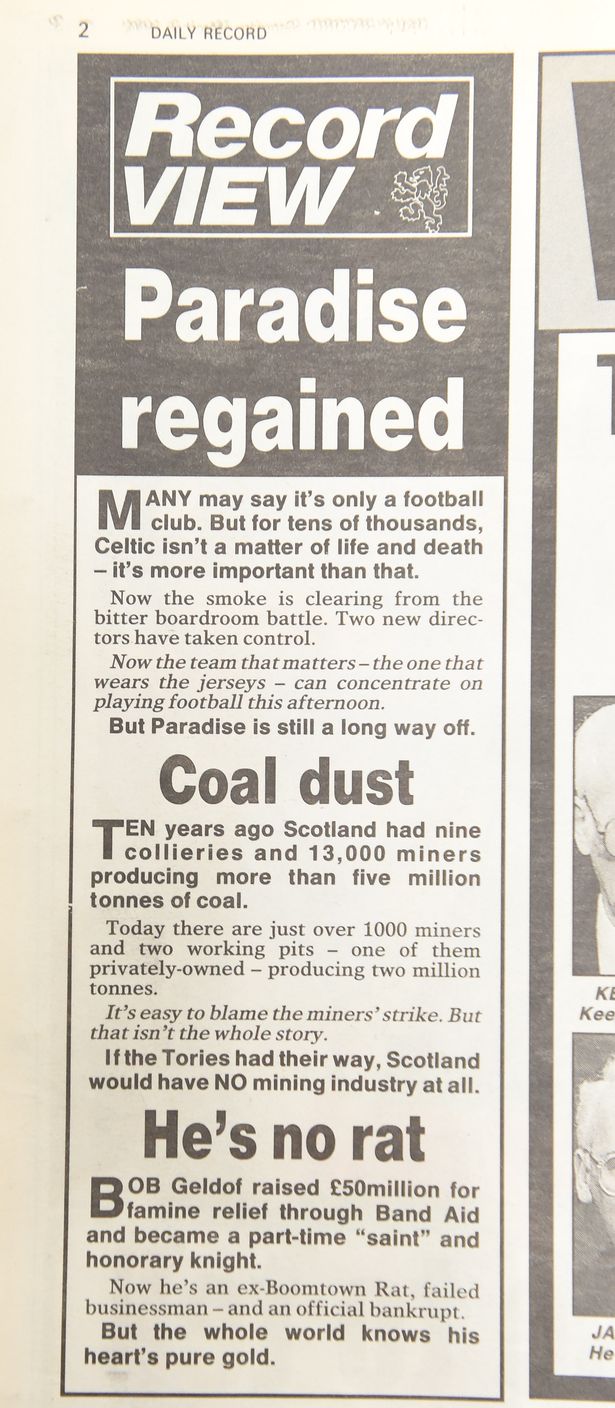 2 DAILY RECORD
Record
VIEW
Paradise
regained
MANY may say it's only a football
club. But for tens of thousands,
Celtic isn't a matter of life and death
– it's more important than that.
Now the smoke is clearing from the
bitter boardroom battle. Two new direc-
tors have taken control.
Now the team that matters – the one that
wears the jerseys – can concentrate on
playing football this afternoon.
But Paradise is still a long way off.
Coal dust
TEN years ago Scotland had nine
collieries and 13,000 miners
producing more than five million
tonnes of coal.
Today there are just over 1000 miners
and two working pits – one of them
privately-owned – producing two million
tonnes.
It's easy to blame the miners' strike. But
that isn't the whole story.
If the Tories had their way, Scotland
would have NO mining industry at all.
He's no rat
BOB Geldof raised £50million for
famine relief through Band Aid
and became a part-time “saint” and
honorary knight.
Now he's an ex-Boomtown Rat, failed
businessman – and an official bankrupt.
But the whole world knows his
heart's pure gold.
KE
Kee
JA
He